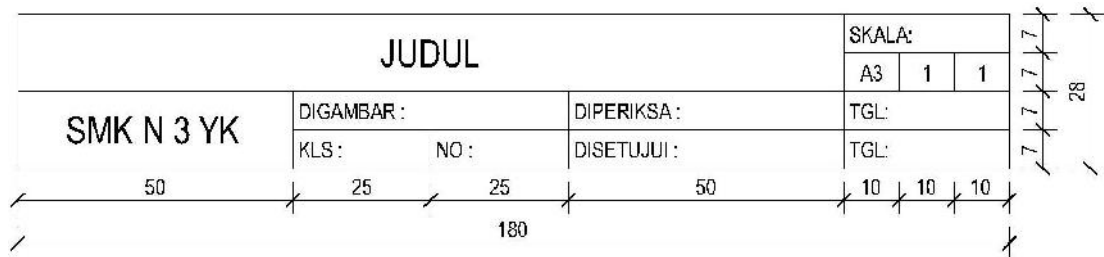 JUDUL
SKALA:
A3 1 1
SMK N 3 YK
DIGAMBAR : DIPERIKSA : TGL:
KLS : NO : DISETUJUI : TGL:
7
7
7
7
28
50 25 25 50 10 10 10
180